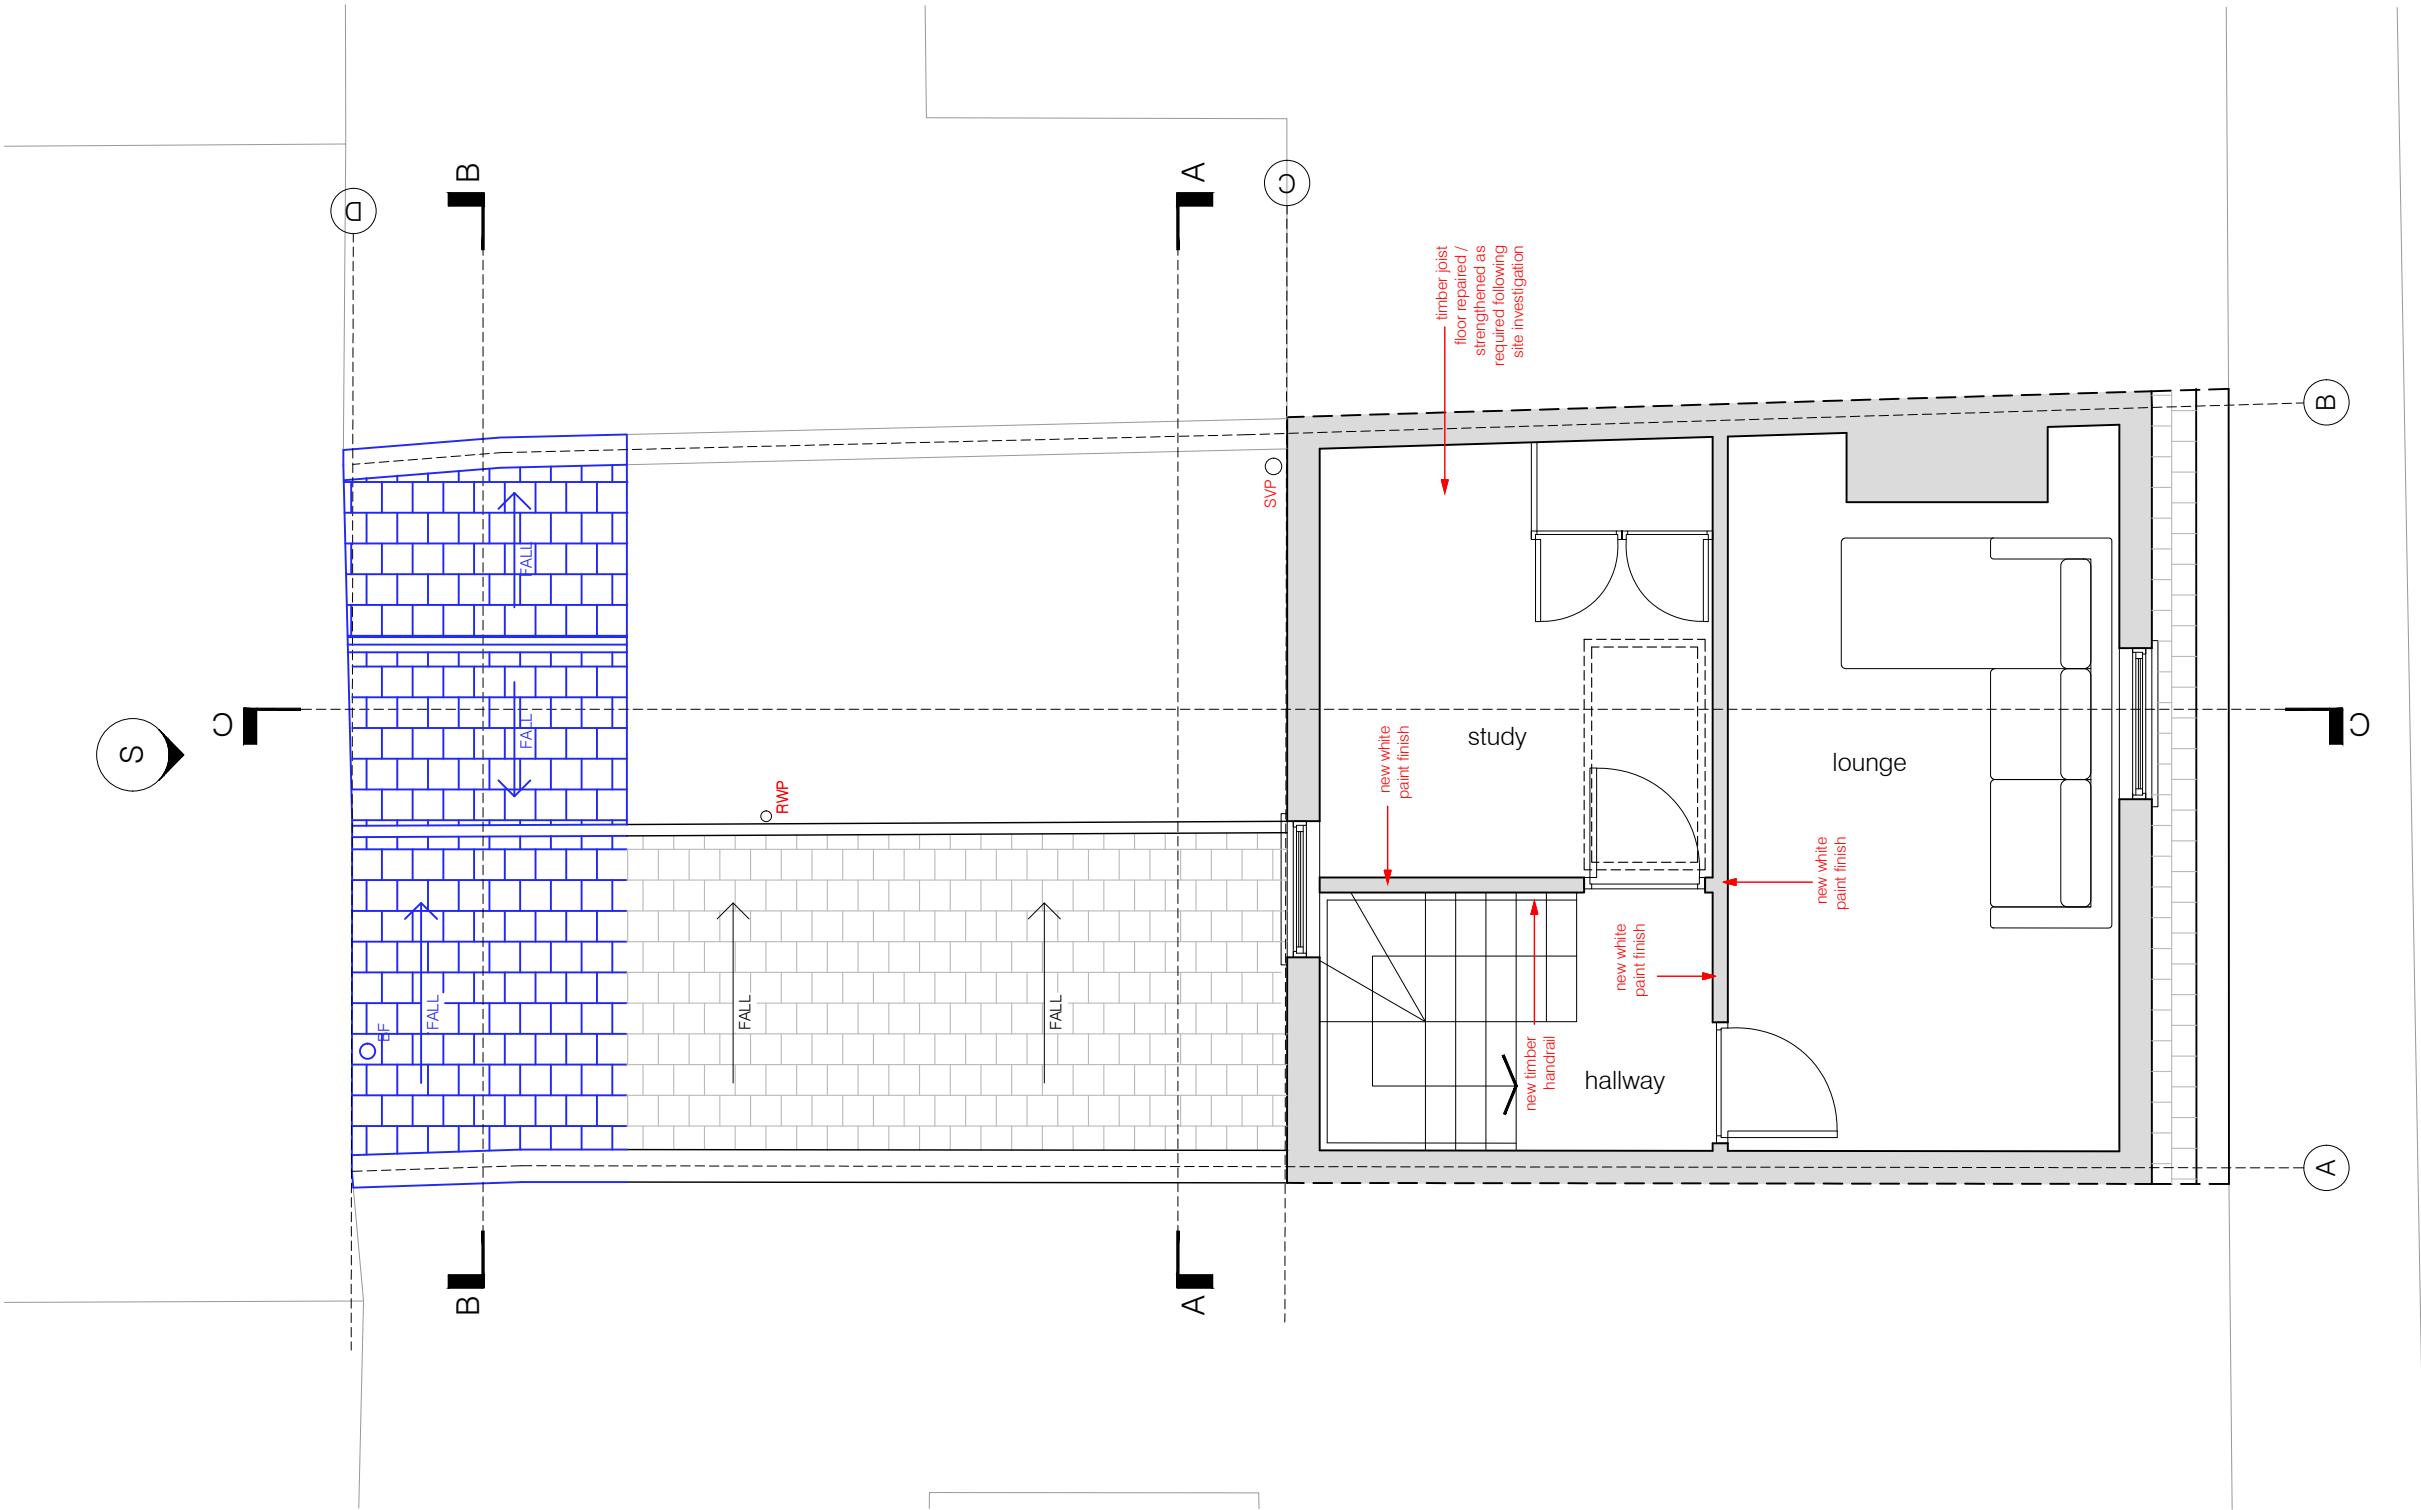 B
A
C
D
timber joist
floor repaired /
strengthened as
required following
site investigation
B
SVP
FALL
FALL
C
S
study
lounge
C
new white
paint finish
RWP
new white
paint finish
new white
paint finish
FALL
FALL
FALL
BF
new timber
handrail
hallway
A
B
A